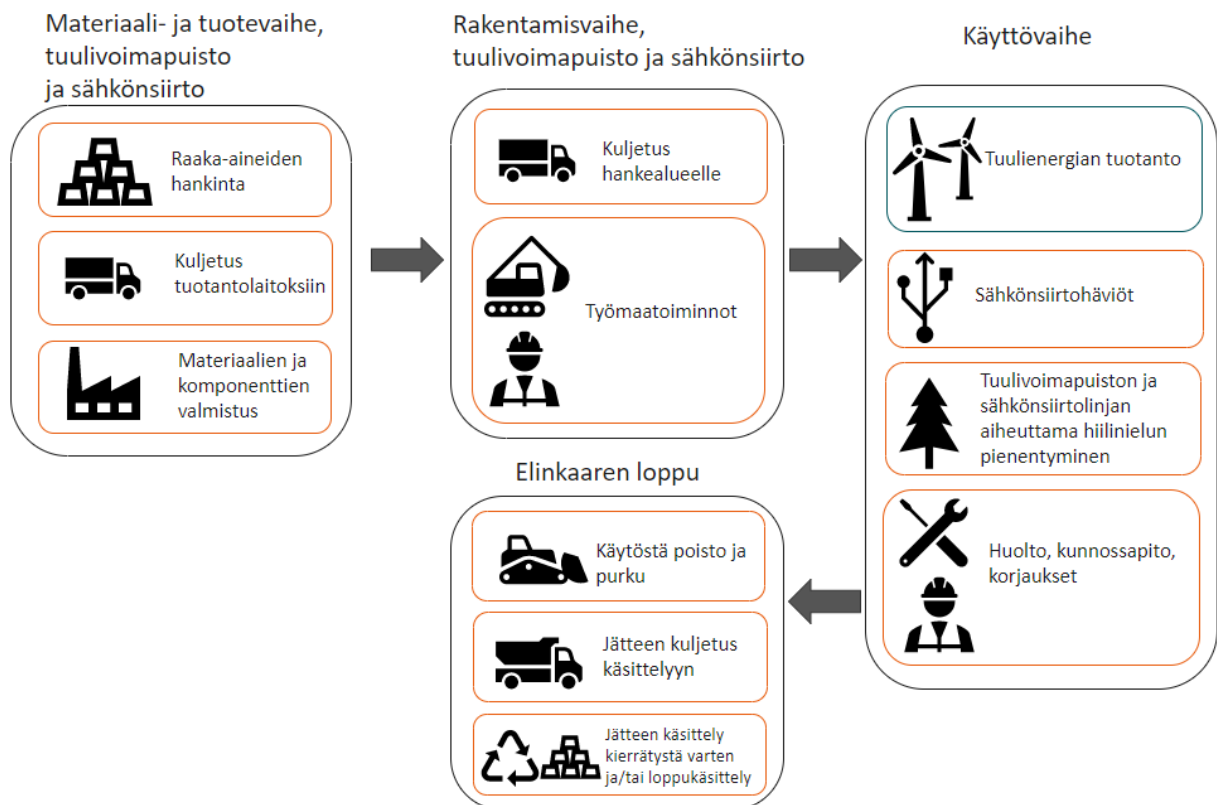 Materiaali- ja tuotevaihe,
tuulivoimapuisto
ja sähkönsiirto
Raaka-aineiden
hankinta
Kuljetus
tuotantolaitoksiin
Materiaalien ja
komponenttien
valmistus
Rakentamisvaihe,
tuulivoimapuisto ja sähkönsiirto
Kuljetus
hankealueelle
Työmaatoiminnot
Käyttövaihe
Tuulienergian tuotanto
Sähkönsiirtohäviöt
Tuulivoimapuiston ja
sähkönsiirtolinjan
aiheuttama hiilinielun
pienentyminen
Huolto, kunnossapito,
korjaukset
Elinkaaren loppu
Käytöstä poisto ja
purku
Jätteen kuljetus
käsittelyyn
Jätteen käsittely
kierrätystä varten
ja/tai loppukäsittely